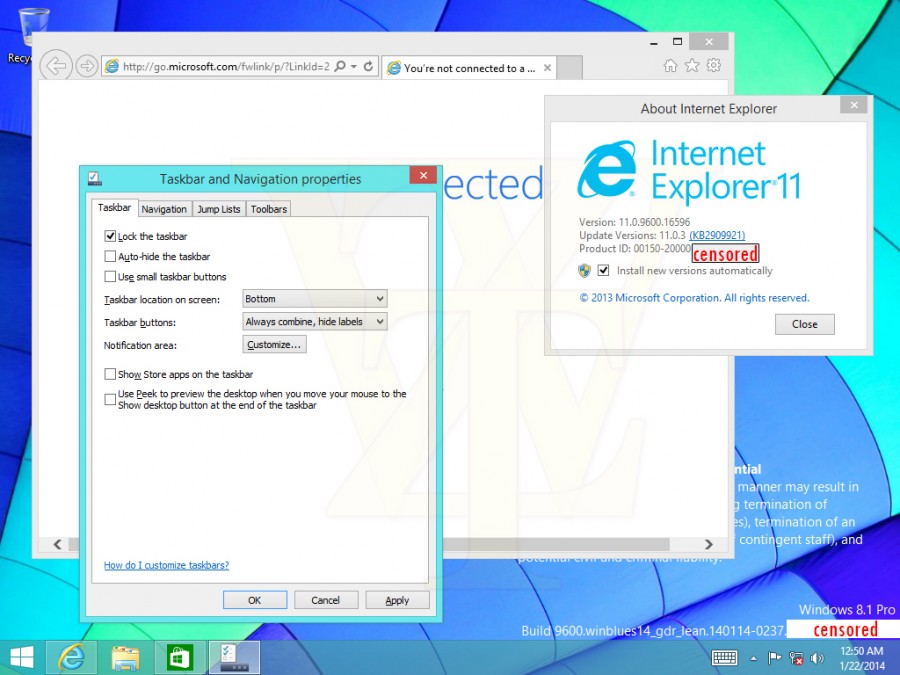 Recy
http://go.microsoft.com/fwlink/p/?LinkId=2
You're not connected to a ...
ected
About Internet Explorer
Internet
Explorer 11
Version: 11.0.9600.16596
Update Versions: 11.0.3 (KB2909921)
Product ID: 00150-20000
censored
Install new versions automatically
© 2013 Microsoft Corporation. All rights reserved.
Close
Taskbar and Navigation properties
Taskbar
Navigation
Jump Lists
Toolbars
Lock the taskbar
Auto-hide the taskbar
Use small taskbar buttons
Taskbar location on screen:
Bottom
Taskbar buttons:
Always combine, hide labels
Notification area:
Customize...
Show Store apps on the taskbar
Use Peek to preview the desktop when you move your mouse to the
Show desktop button at the end of the taskbar
How do I customize taskbars?
OK
Cancel
Apply
ntial
manner may result in
g termination of
es), termination of an
contingent staff), and
potential civil and criminal liability.
Windows 8.1 Pro
Build 9600.winblues14_gdr_lean.140114-0237.
censored
12:50 AM
1/22/2014